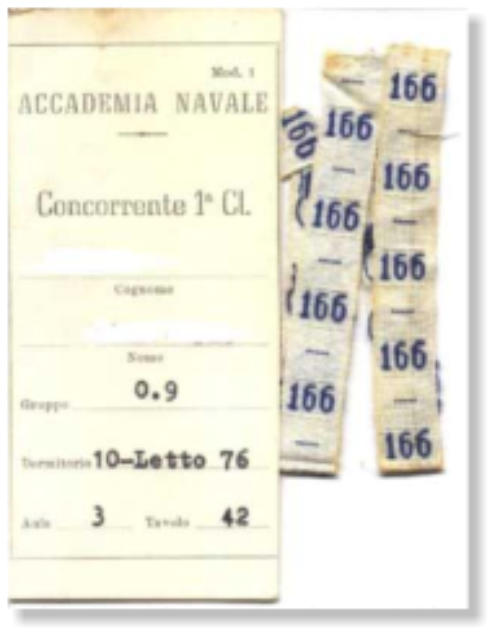 Mod. 1
ACCADEMIA NAVALE
Concorrente 1ª Cl.
Cognome
Nome
Gruppo 0.9
Dormitorio 10-Letto 76
Aula 3 Tavolo 42
166
166
166
166
166
166
166
166
166
166